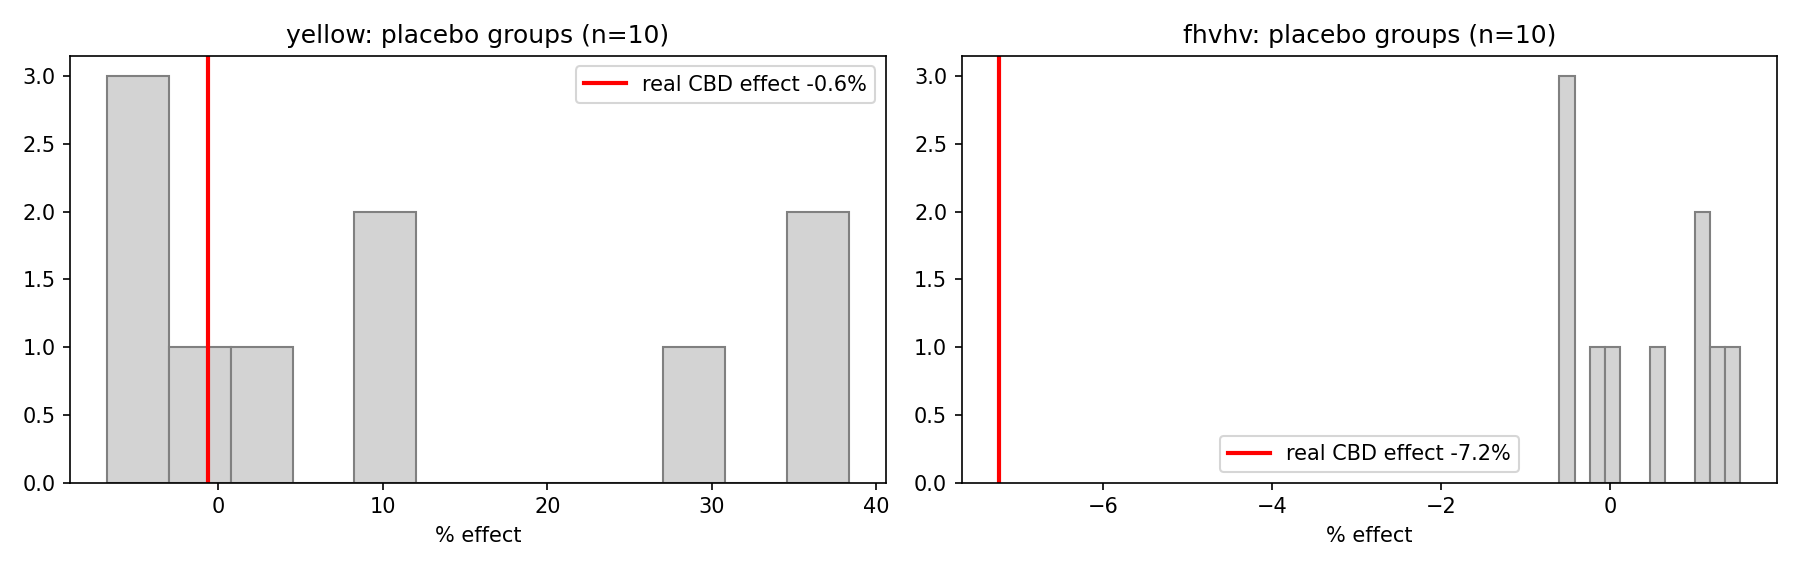 yellow: placebo groups (n=10)
real CBD effect -0.6%
3.0
2.5
2.0
1.5
1.0
0.5
0.0
0 10 20 30 40
% effect
fhvhv: placebo groups (n=10)
3.0
2.5
2.0
1.5
1.0
0.5
0.0
real CBD effect -7.2%
−6 −4 −2 0
% effect